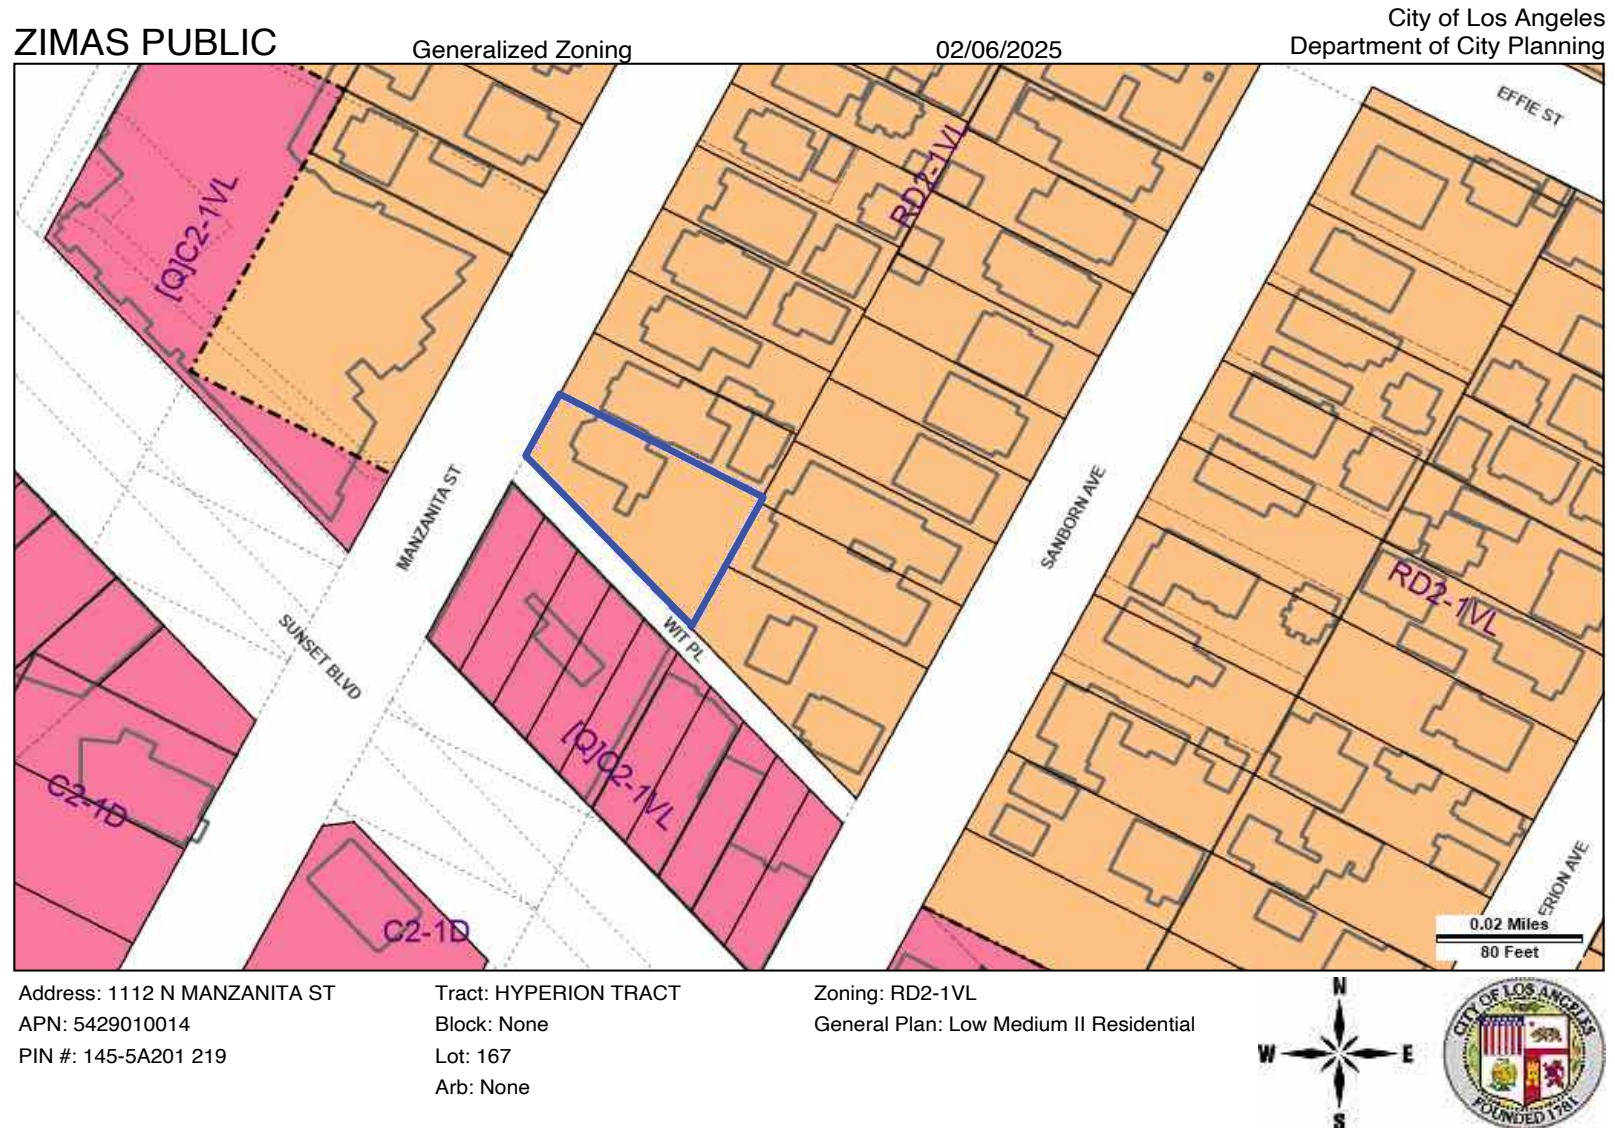 City of Los Angeles
ZIMAS PUBLIC
Generalized Zoning
02/06/2025
Department of City Planning
EFFIE ST
RD2-1VL
[Q]C2-1VL
MANZANITA ST
SANBORN AVE
RD2-1VL
SUNSET BLVD
WIT PL
[Q]C2-1VL
C2-1D
C2-1D
ERION AVE
0.02 Miles
80 Feet
Address: 1112 N MANZANITA ST
Tract: HYPERION TRACT
Zoning: RD2-1VL
APN: 5429010014
Block: None
General Plan: Low Medium II Residential
PIN #: 145-5A201 219
Lot: 167
Arb: None
N
W
E
S
CITY OF LOS ANGELES
FOUNDED 1781